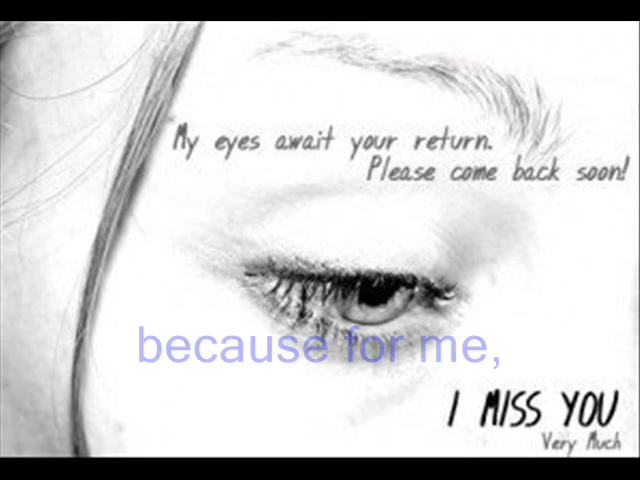 My eyes await your return.
Please come back soon!
because for me,
I MISS YOU
Very Much